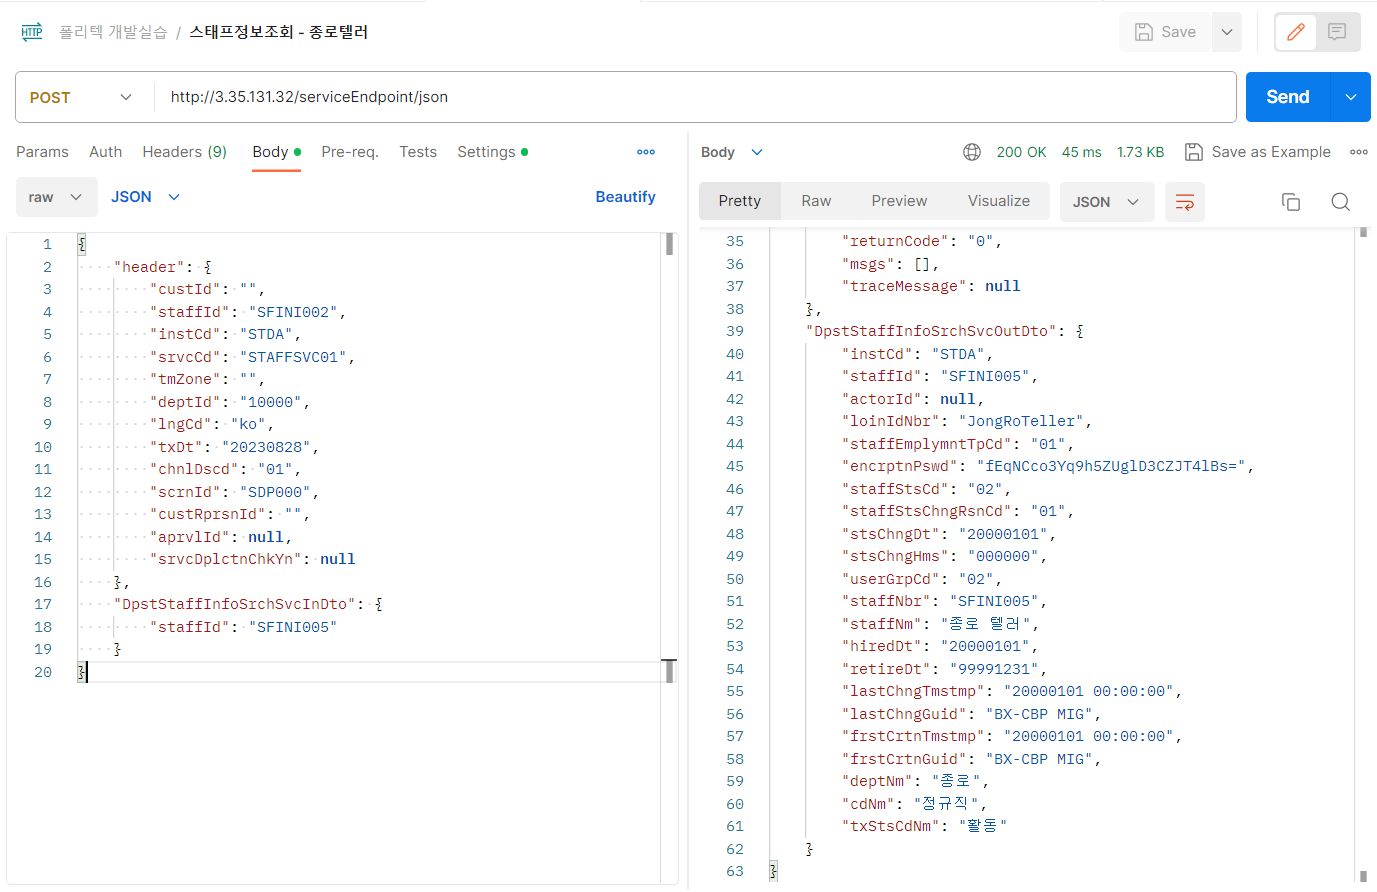 HTTP 폴리텍 개발실습 / 스태프정보조회 - 종로텔러 Save
POST http://3.35.131.32/serviceEndpoint/json Send
Params Auth Headers (9) Body Pre-req. Tests Settings
raw JSON Beautify
1 {
2 "header": {
3 "custId": "",
4 "staffId": "SFINI002",
5 "instCd": "STDA",
6 "srvcCd": "STAFFSVC01",
7 "tmZone": "",
8 "deptId": "10000",
9 "lngCd": "ko",
10 "txDt": "20230828",
11 "chnlDscd": "01",
12 "scrnId": "SDP000",
13 "custRprsnId": "",
14 "aprvlId": null,
15 "srvcDplctnChkYn": null
16 },
17 "DpstStaffInfoSrchSvcInDto": {
18 "staffId": "SFINI005"
19 }
20 }
Body 200 OK 45 ms 1.73 KB Save as Example
Pretty Raw Preview Visualize JSON
35 "returnCode": "0",
36 "msgs": [],
37 "traceMessage": null
38 },
39 "DpstStaffInfoSrchSvcOutDto": {
40 "instCd": "STDA",
41 "staffId": "SFINI005",
42 "actorId": null,
43 "loinIdNbr": "JongRoTeller",
44 "staffEmplymntTpCd": "01",
45 "encrptnPswd": "fEqNCco3Yq9h5ZUglD3CZJT4lBs=",
46 "staffStsCd": "02",
47 "staffStsChngRsnCd": "01",
48 "stsChngDt": "20000101",
49 "stsChngHms": "000000",
50 "userGrpCd": "02",
51 "staffNbr": "SFINI005",
52 "staffNm": "종로 텔러",
53 "hiredDt": "20000101",
54 "retireDt": "99991231",
55 "lastChngTmstmp": "20000101 00:00:00",
56 "lastChngGuid": "BX-CBP MIG",
57 "frstCrtnTmstmp": "20000101 00:00:00",
58 "frstCrtnGuid": "BX-CBP MIG",
59 "deptNm": "종로",
60 "cdNm": "정규직",
61 "txStsCdNm": "활동"
62 }
63 }